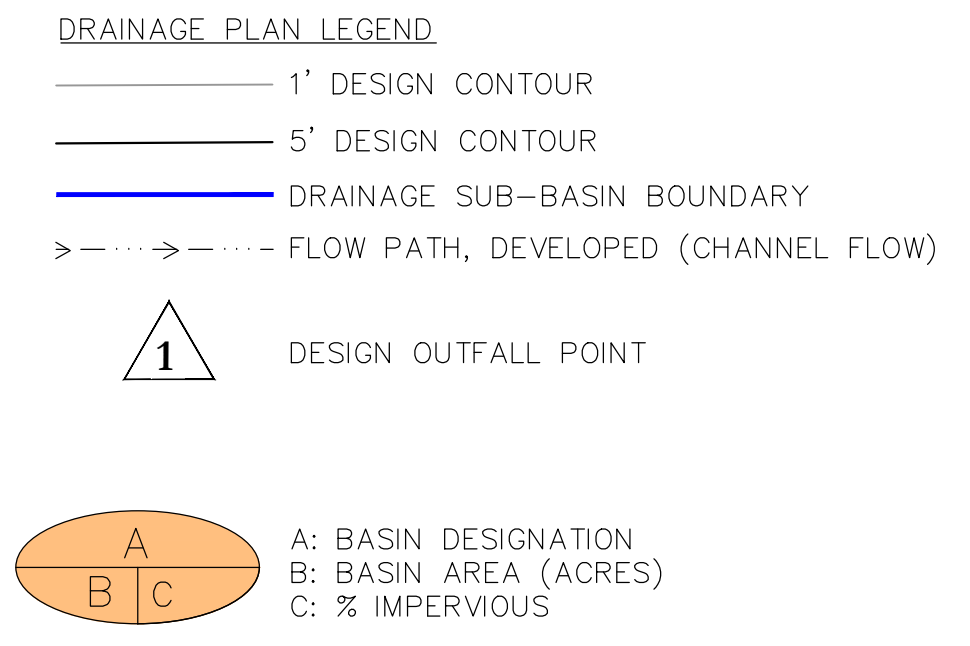 DRAINAGE PLAN LEGEND
1' DESIGN CONTOUR
5' DESIGN CONTOUR
DRAINAGE SUB-BASIN BOUNDARY
FLOW PATH, DEVELOPED (CHANNEL FLOW)
1 DESIGN OUTFALL POINT
A
B C
A: BASIN DESIGNATION
B: BASIN AREA (ACRES)
C: % IMPERVIOUS